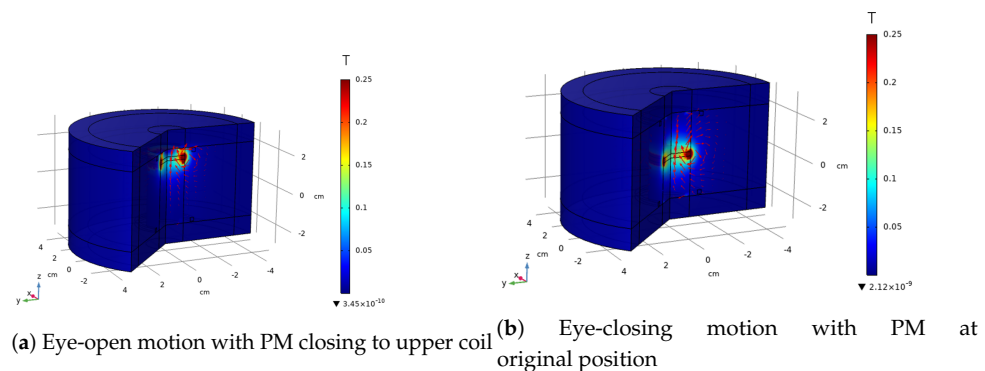 T
0.25
0.2
0.15
0.1
0.05
▼ 3.45×10⁻¹⁰
2
0
-2
cm
4
2
0
-2
cm
4
2
0
-2
-4
cm
z
x
y
(a) Eye-open motion with PM closing to upper coil
T
0.25
0.2
0.15
0.1
0.05
▼ 2.12×10⁻⁹
2
0
-2
cm
4
2
0
cm
-2
4
2
0
-2
-4
cm
z
x
y
(b) Eye-closing motion with PM at
original position